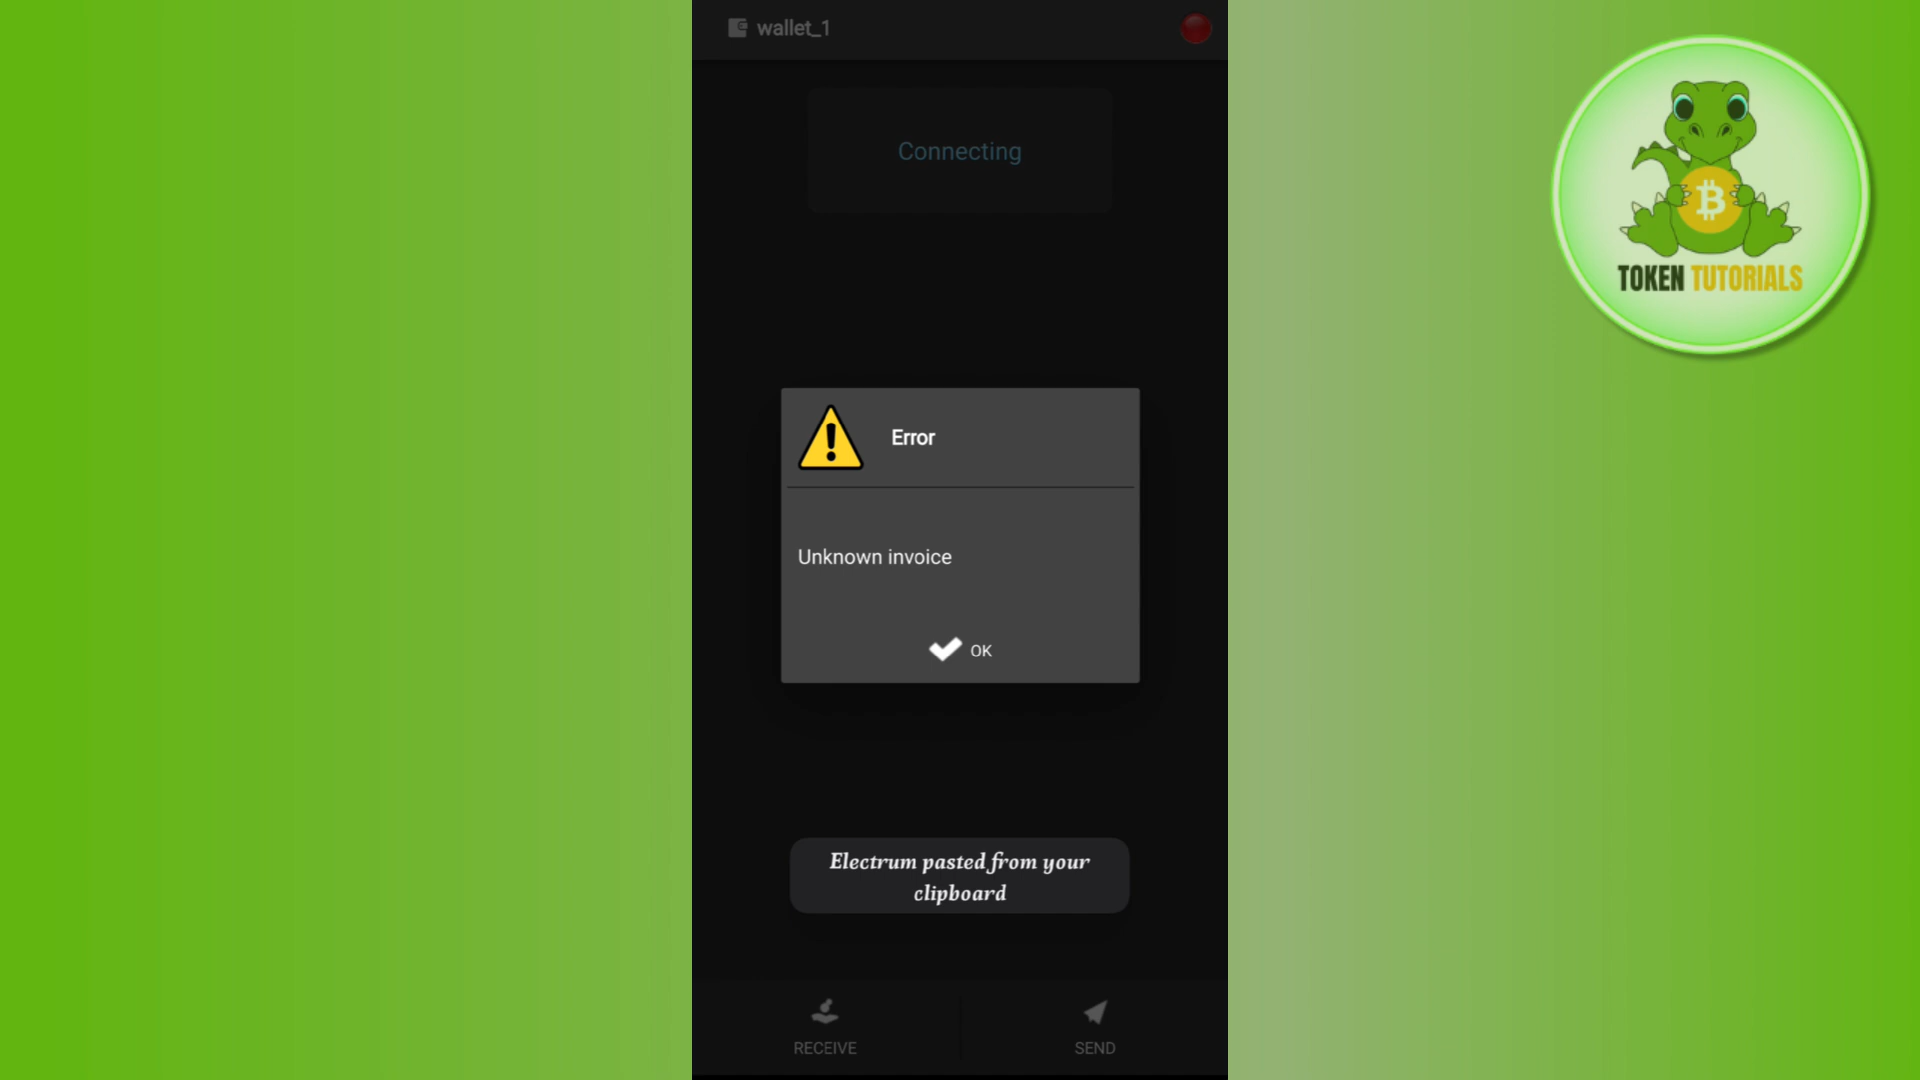 wallet_1
Connecting
Error
Unknown invoice
OK
Electrum pasted from your
clipboard
RECEIVE
SEND
TOKEN TUTORIALS